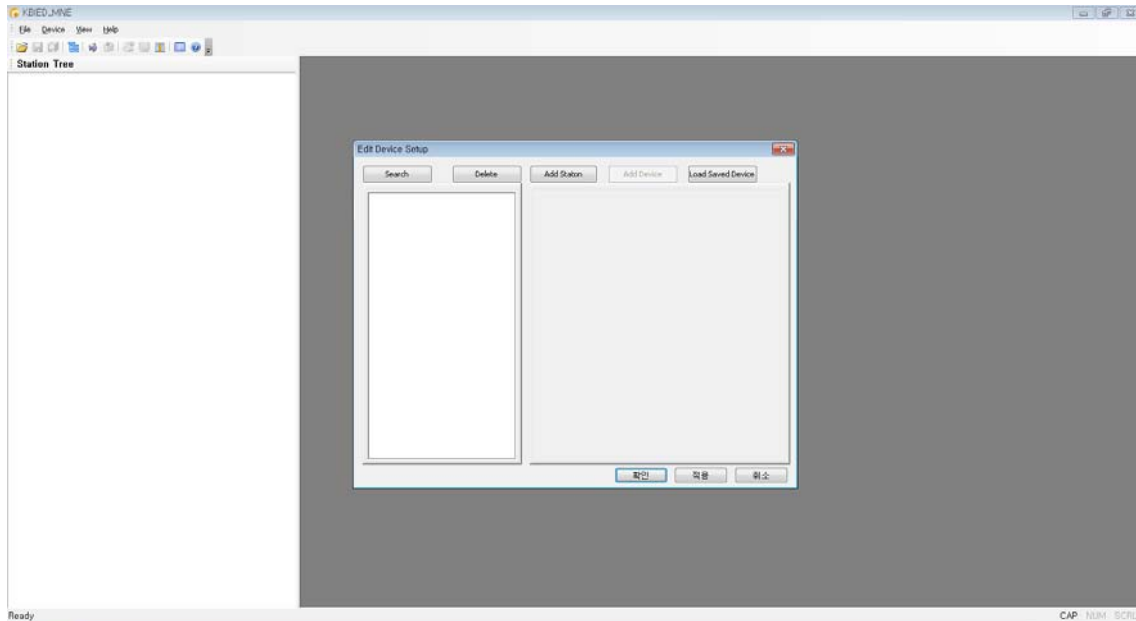 KBIED_MNE
File Device View Help
Station Tree
Edit Device Setup
Search Delete Add Staton Add Device Load Saved Device
확인 적용 취소
Ready CAP NUM SCRL